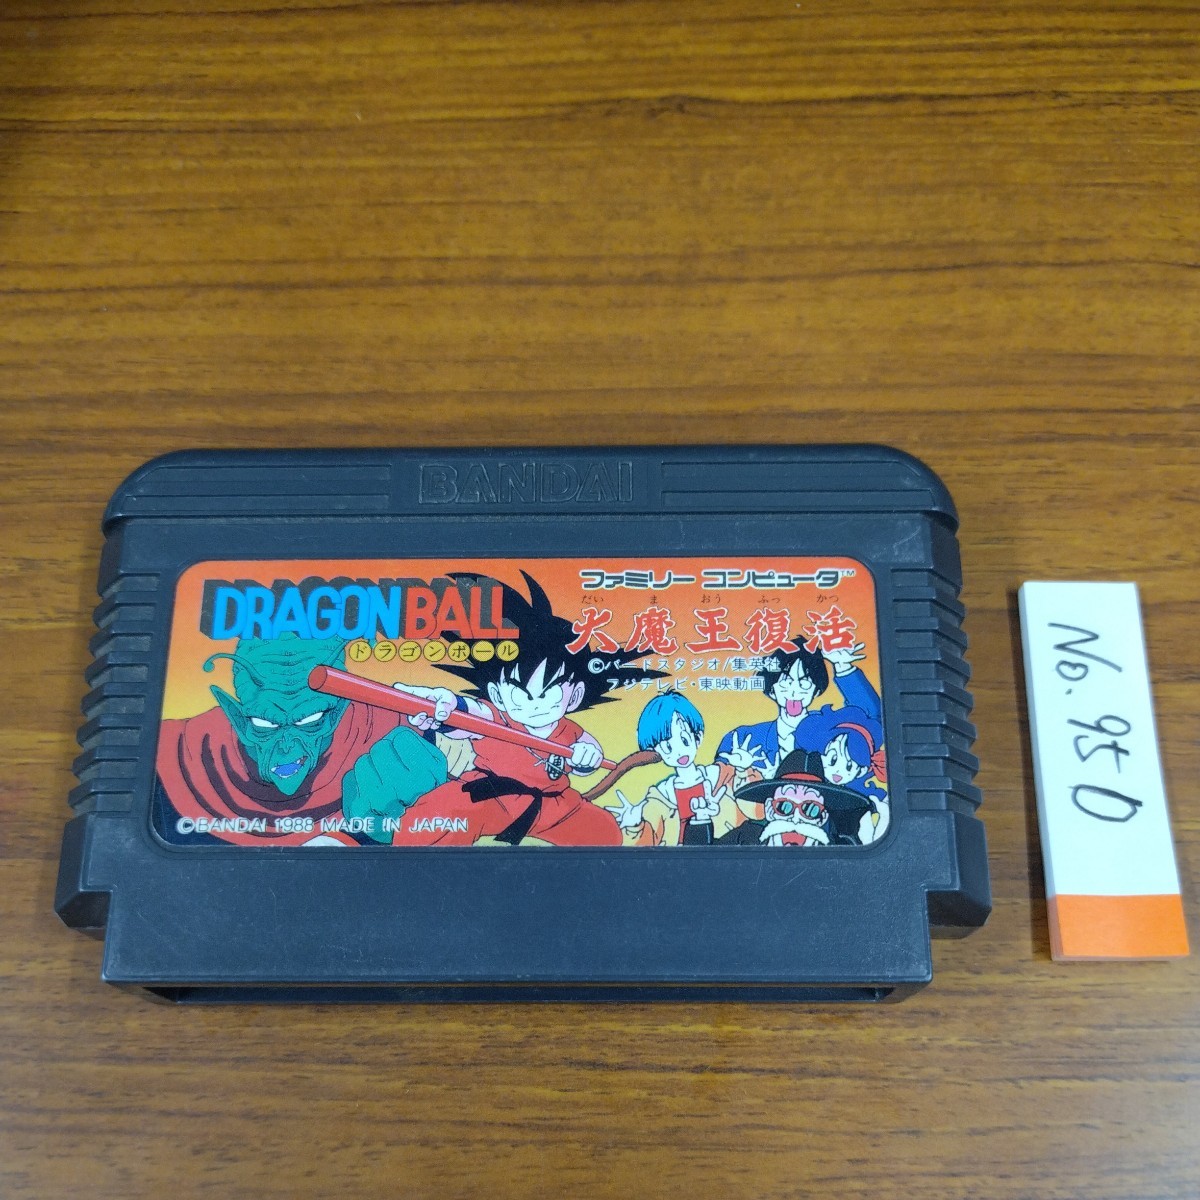 BANDAI
DRAGON BALL
ドラゴンボール
ファミリー コンピュータ™
だい ま おう ふっ かつ
大魔王復活
©バードスタジオ/集英社
フジテレビ・東映動画
©BANDAI 1988 MADE IN JAPAN
No. 950